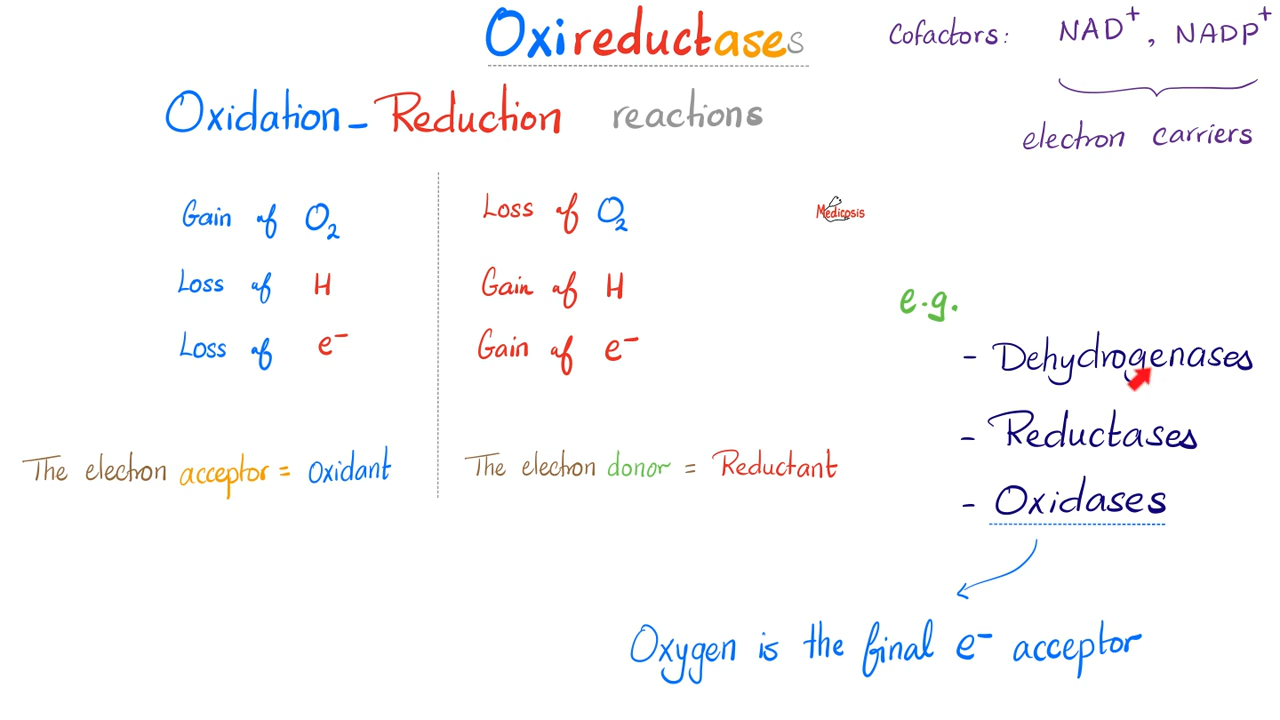 Oxireductases
Cofactors: NAD+, NADP+
electron carriers
Oxidation - Reduction reactions
Gain of O2
Loss of H
Loss of e-
The electron acceptor = Oxidant
Loss of O2
Gain of H
Gain of e-
The electron donor = Reductant
Medicosis
e.g.
- Dehydrogenases
- Reductases
- Oxidases
Oxygen is the final e- acceptor